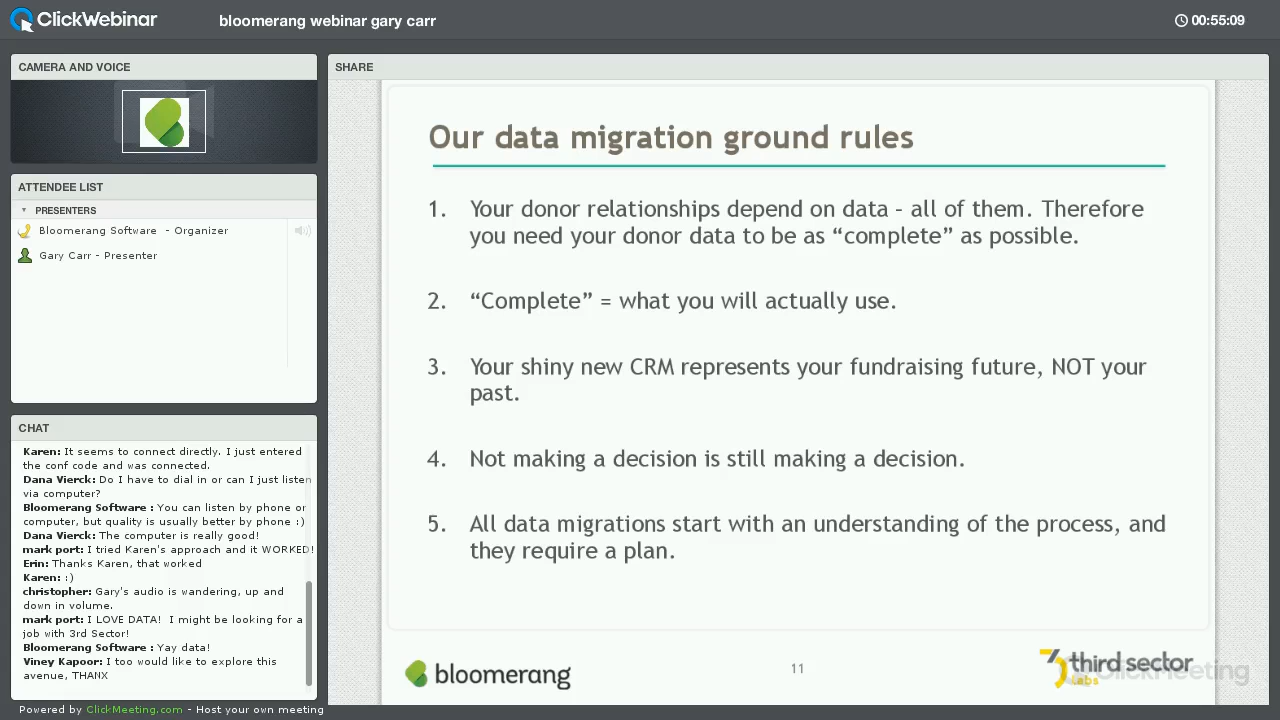 ClickWebinar
bloomerang webinar gary carr
00:55:09
CAMERA AND VOICE
ATTENDEE LIST
PRESENTERS
Bloomerang Software - Organizer
Gary Carr - Presenter
CHAT
Karen: It seems to connect directly. I just entered
the conf code and was connected.
Dana Vierck: Do I have to dial in or can I just listen
via computer?
Bloomerang Software : You can listen by phone or
computer, but quality is usually better by phone :)
Dana Vierck: The computer is really good!
mark port: I tried Karen's approach and it WORKED!
Erin: Thanks Karen, that worked
Karen: :)
christopher: Gary's audio is wandering, up and
down in volume.
mark port: I LOVE DATA! I might be looking for a
job with 3rd Sector!
Bloomerang Software : Yay data!
Viney Kapoor: I too would like to explore this
avenue, THANX
Powered by ClickMeeting.com - Host your own meeting
SHARE
Our data migration ground rules
1. Your donor relationships depend on data - all of them. Therefore
you need your donor data to be as “complete” as possible.
2. “Complete” = what you will actually use.
3. Your shiny new CRM represents your fundraising future, NOT your
past.
4. Not making a decision is still making a decision.
5. All data migrations start with an understanding of the process, and
they require a plan.
bloomerang
11
third sector
Labs
ClickMeeting